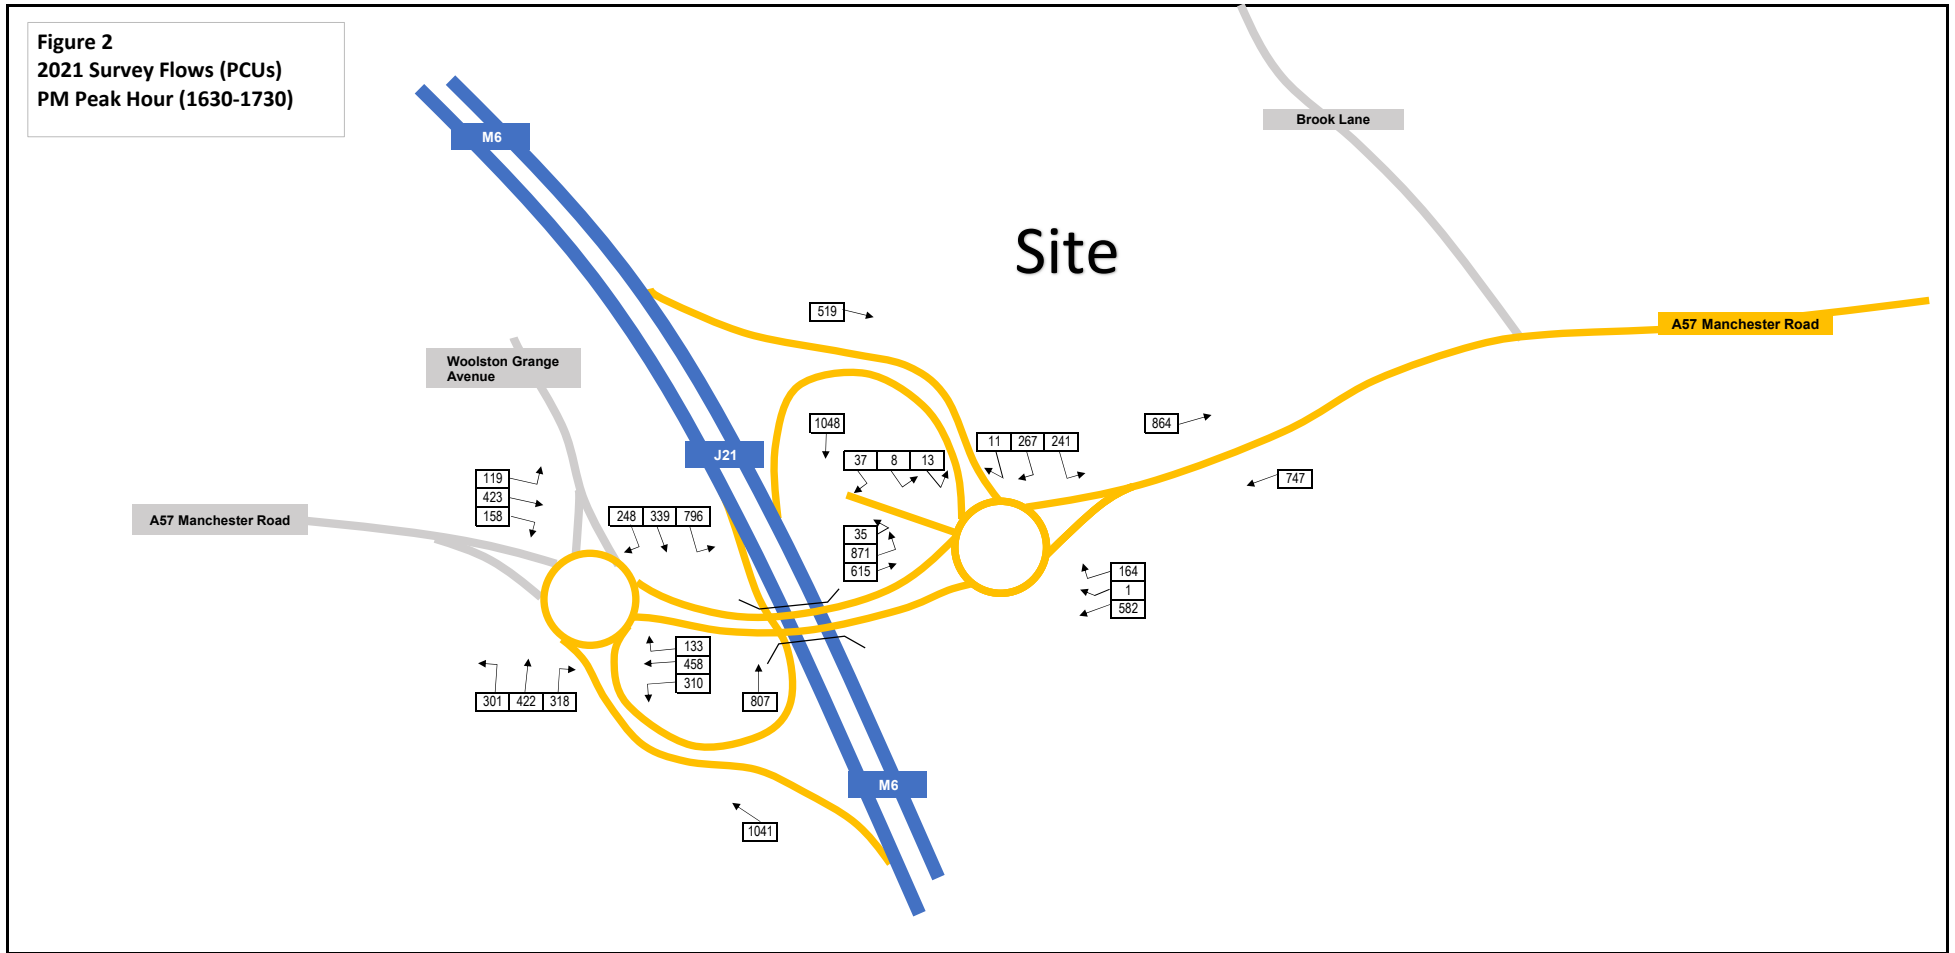 Figure 2
2021 Survey Flows (PCUs)
PM Peak Hour (1630-1730)
M6
Brook Lane
Site
519
A57 Manchester Road
Woolston Grange
Avenue
1048
864
11 267 241
J21
37 8 13
747
119
423
158
A57 Manchester Road
248 339 796
35
871
615
164
1
582
133
458
310
301 422 318
807
M6
1041